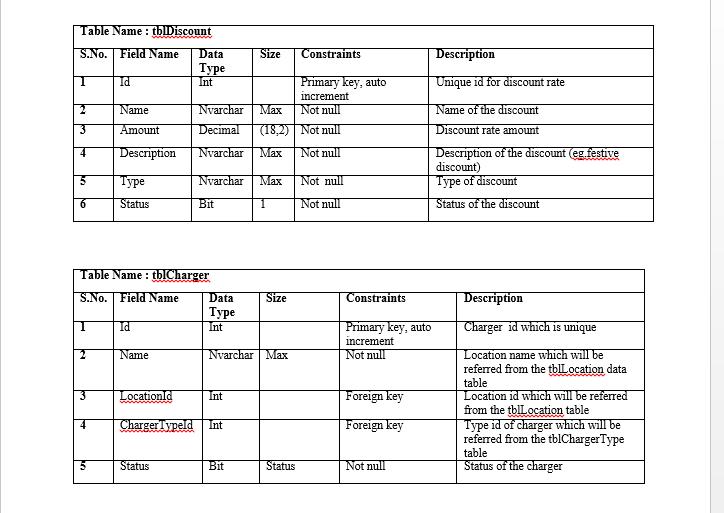 Table Name : tblDiscount
S.No. Field Name Data Type Size Constraints Description
1 Id Int Primary key, auto increment Unique id for discount rate
2 Name Nvarchar Max Not null Name of the discount
3 Amount Decimal (18,2) Not null Discount rate amount
4 Description Nvarchar Max Not null Description of the discount (eg.festive discount)
5 Type Nvarchar Max Not null Type of discount
6 Status Bit 1 Not null Status of the discount
Table Name : tblCharger
S.No. Field Name Data Type Size Constraints Description
1 Id Int Primary key, auto increment Charger id which is unique
2 Name Nvarchar Max Not null Location name which will be referred from the tblLocation data table
3 LocationId Int Foreign key Location id which will be referred from the tblLocation table
4 ChargerTypeId Int Foreign key Type id of charger which will be referred from the tblChargerType table
5 Status Bit Status Not null Status of the charger